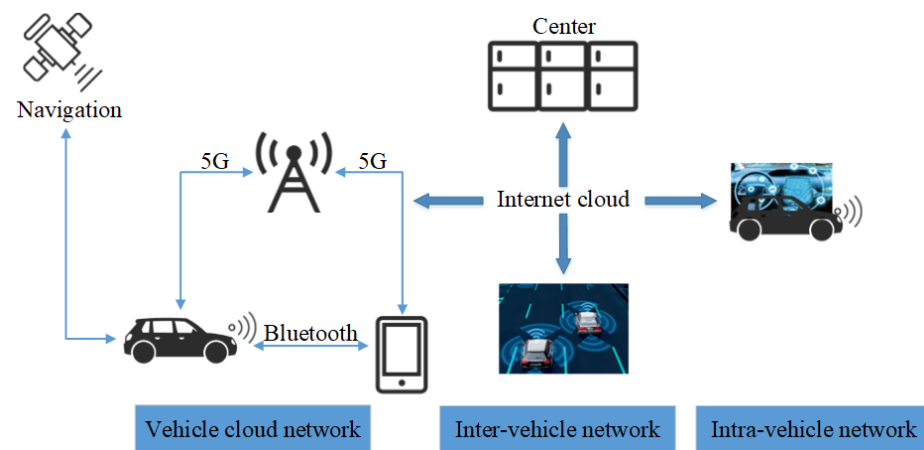 Center
Navigation
5G
5G
Internet cloud
Bluetooth
Vehicle cloud network
Inter-vehicle network
Intra-vehicle network